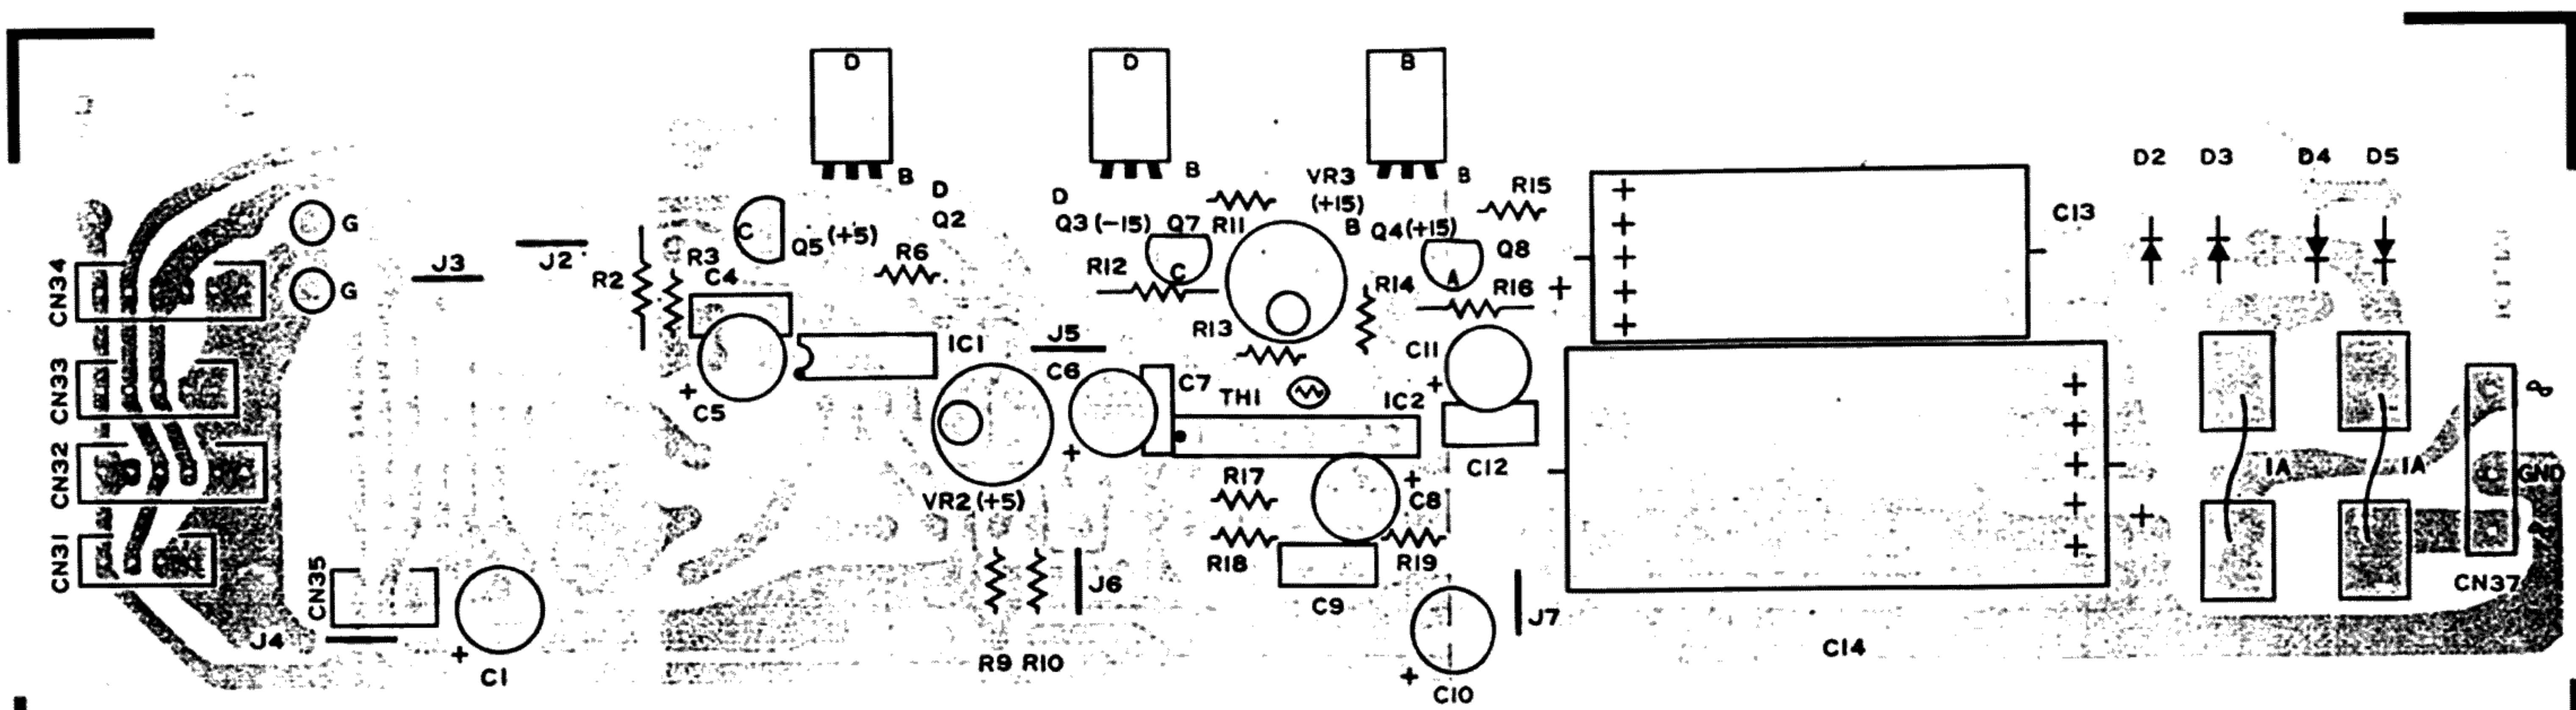 D
D
B
B
B
B
D2
D3
D4
D5
D
Q2
D
Q3 (-15)
Q7
R11
VR3
(+15)
B
Q4 (+15)
R15
C13
G
C
Q5 (+5)
R6
Q8
J3
J2
R2
R3
C4
R12
C
R14
A
R16
CN34
G
R13
IC1
J5
C6
C7
C11
CN33
C5
TH1
IC2
CN32
VR2 (+5)
R17
C8
C12
1A
1A
GND
R18
R19
CN31
CN35
J6
C9
J7
CN37
J4
C1
R9
R10
C10
C14